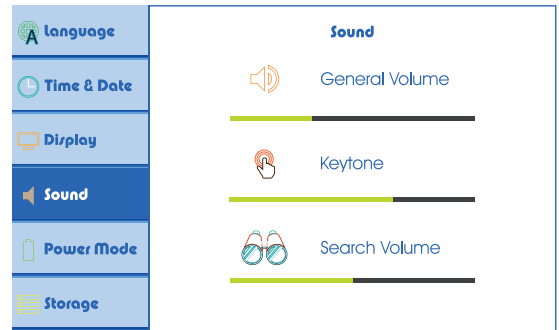 Language
Time & Date
Display
Sound
Power Mode
Storage
Sound
General Volume
Keytone
Search Volume